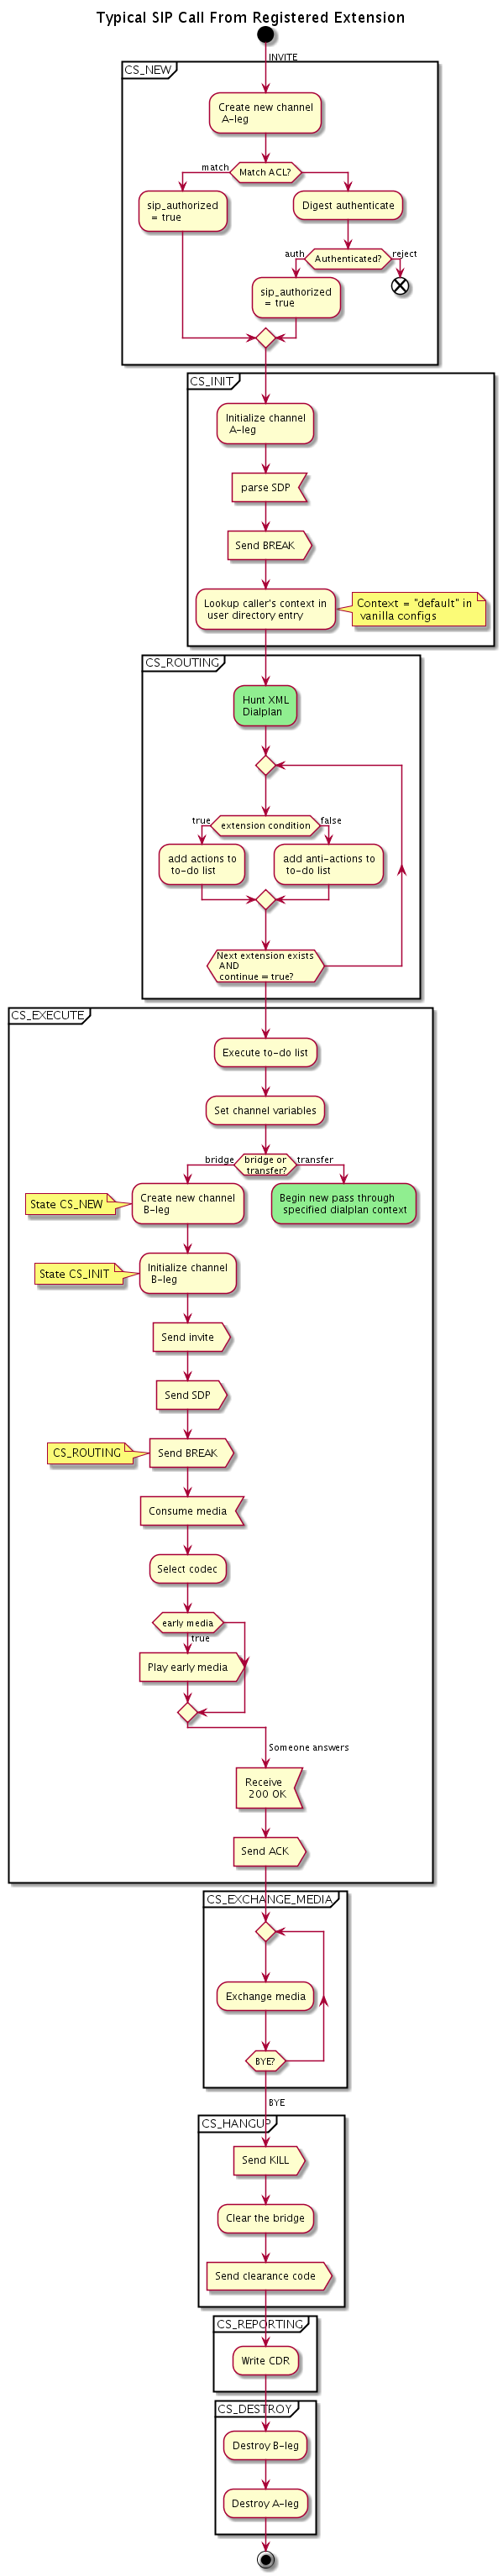 Typical SIP Call From Registered Extension
INVITE
CS_NEW
Create new channel
A-leg
match
Match ACL?
sip_authorized
= true
Digest authenticate
auth
Authenticated?
reject
sip_authorized
= true
CS_INIT
Initialize channel
A-leg
parse SDP
Send BREAK
Lookup caller's context in
user directory entry
Context = "default" in
vanilla configs
CS_ROUTING
Hunt XML
Dialplan
true
extension condition
false
add actions to
to-do list
add anti-actions to
to-do list
Next extension exists
AND
continue = true?
CS_EXECUTE
Execute to-do list
Set channel variables
bridge
bridge or
transfer?
transfer
State CS_NEW
Create new channel
B-leg
Begin new pass through
specified dialplan context
State CS_INIT
Initialize channel
B-leg
Send invite
Send SDP
CS_ROUTING
Send BREAK
Consume media
Select codec
early media
true
Play early media
Someone answers
Receive
200 OK
Send ACK
CS_EXCHANGE_MEDIA
Exchange media
BYE?
BYE
CS_HANGUP
Send KILL
Clear the bridge
Send clearance code
CS_REPORTING
Write CDR
CS_DESTROY
Destroy B-leg
Destroy A-leg